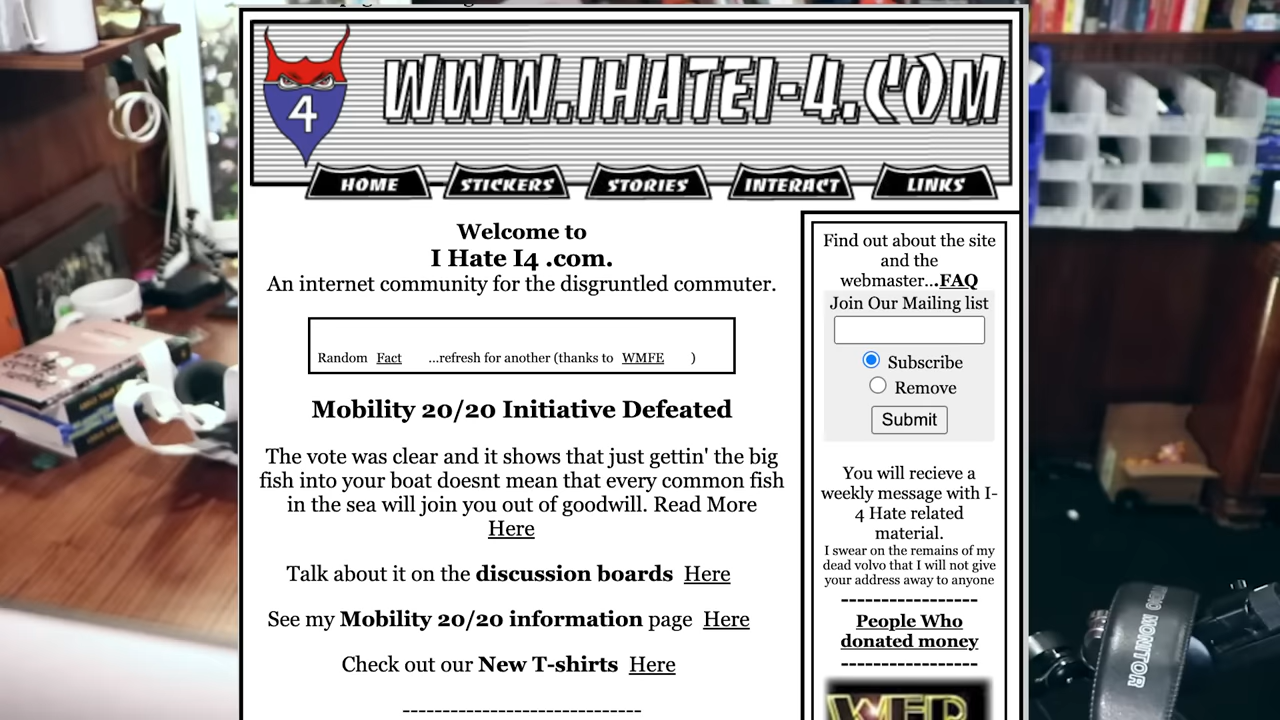 WWW.IHATEI-4.COM
4
HOME STICKERS STORIES INTERACT LINKS
Welcome to
I Hate I4 .com.
An internet community for the disgruntled commuter.
Random Fact ...refresh for another (thanks to WMFE )
Mobility 20/20 Initiative Defeated
The vote was clear and it shows that just gettin' the big
fish into your boat doesnt mean that every common fish
in the sea will join you out of goodwill. Read More
Here
Talk about it on the discussion boards Here
See my Mobility 20/20 information page Here
Check out our New T-shirts Here
-----------------------------
Find out about the site
and the
webmaster...FAQ
Join Our Mailing list
Subscribe
Remove
Submit
You will recieve a
weekly message with I-
4 Hate related
material.
I swear on the remains of my
dead volvo that I will not give
your address away to anyone
-----------------
People Who
donated money
-----------------
MONITOR